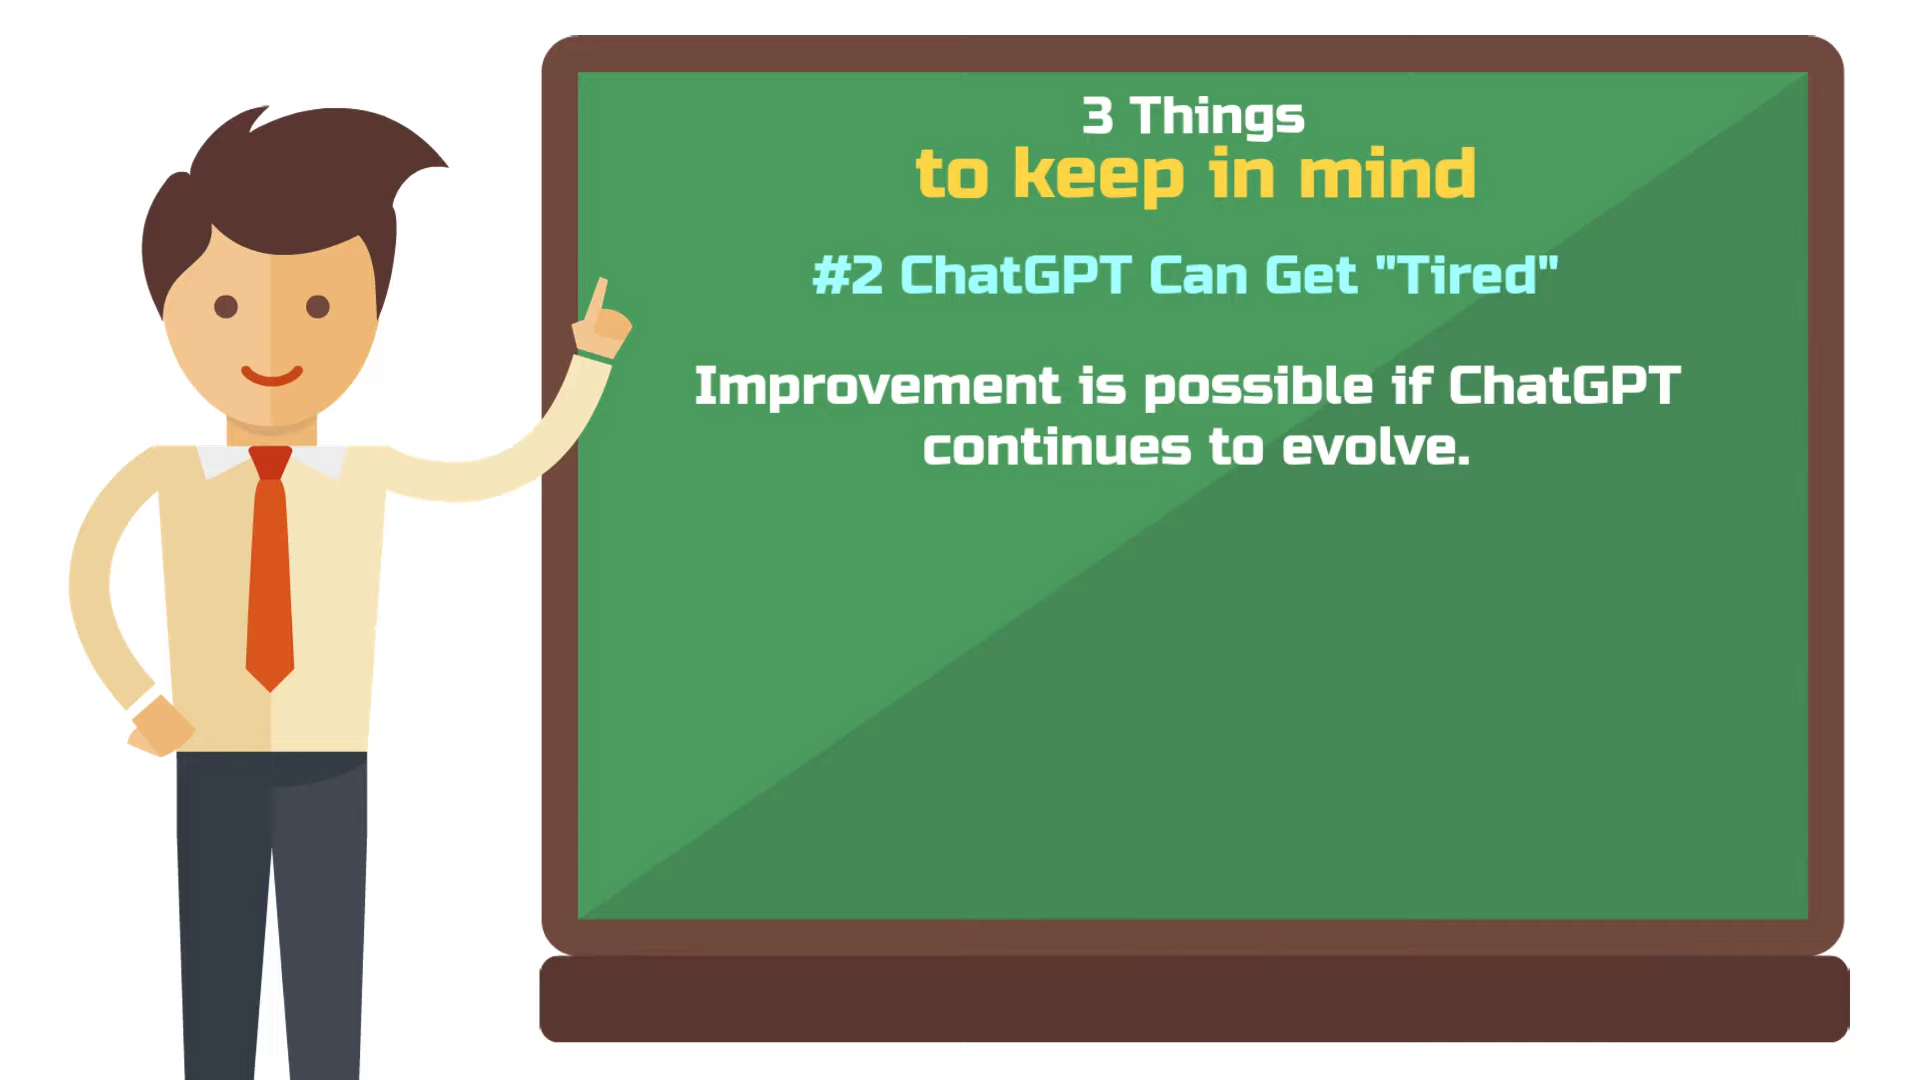 3 Things
to keep in mind
#2 ChatGPT Can Get "Tired"
Improvement is possible if ChatGPT
continues to evolve.